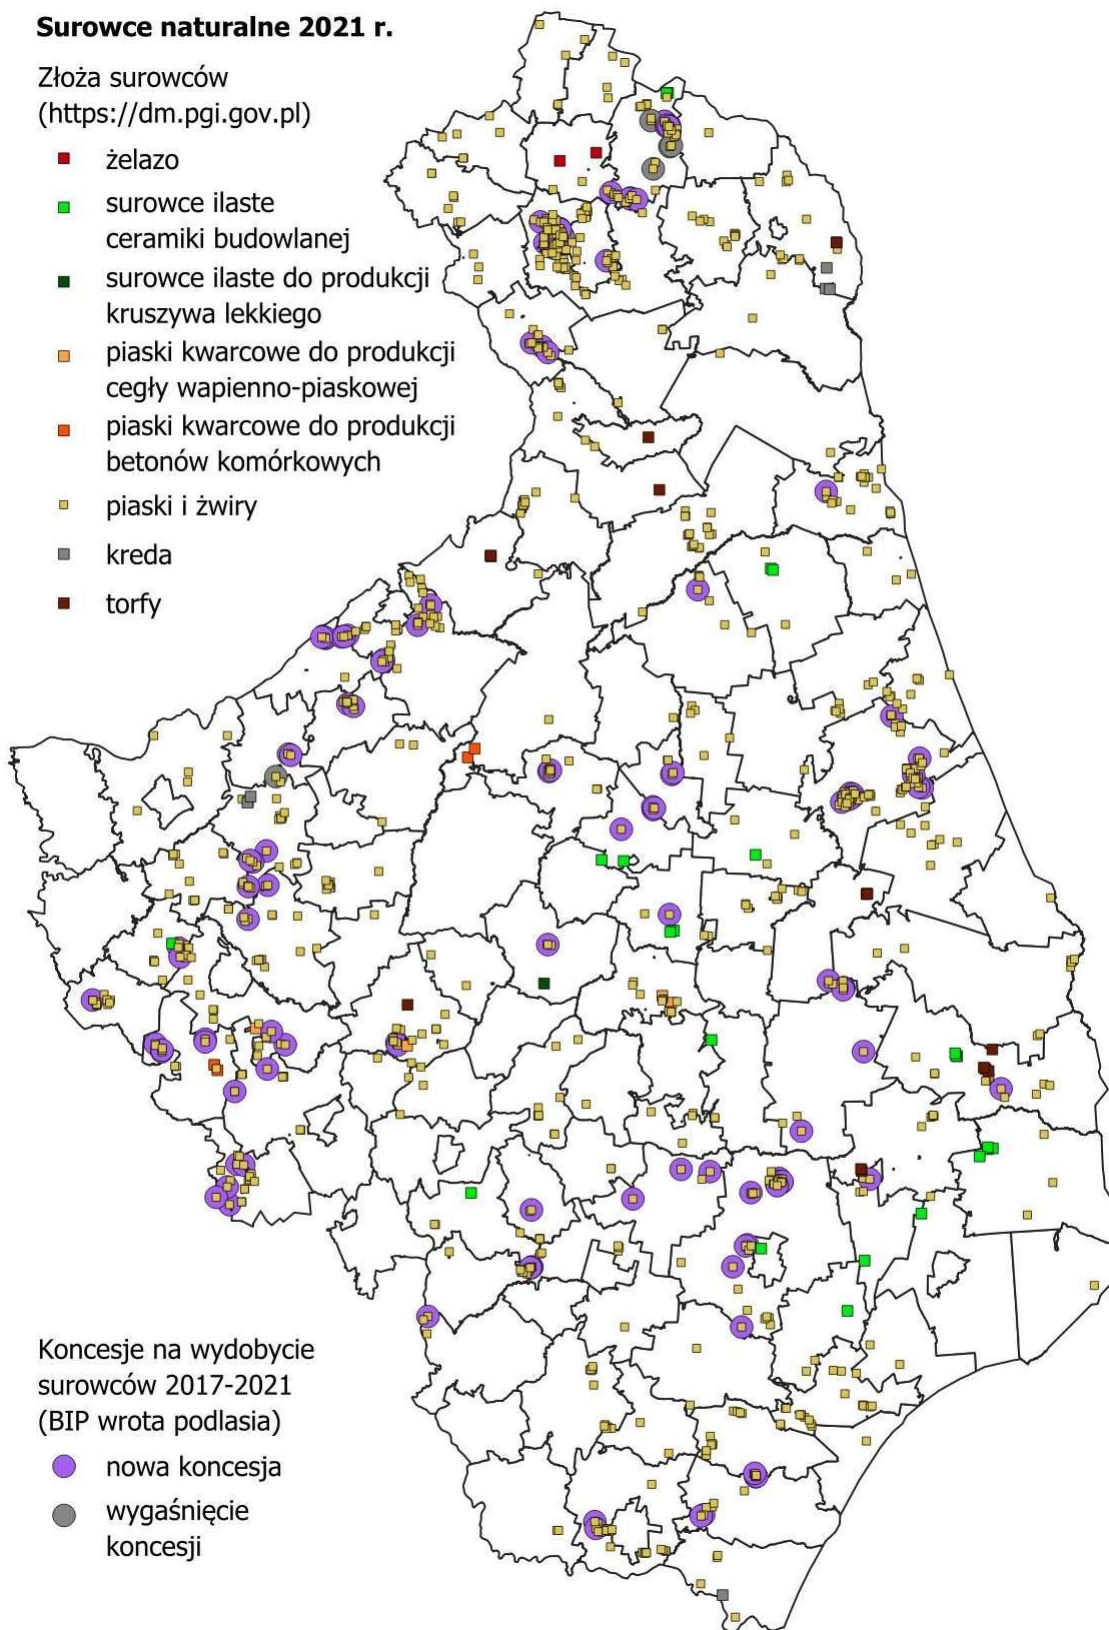 Surowce naturalne 2021 r.
Złoża surowców
(https://dm.pgi.gov.pl)
żelazo
surowce ilaste
ceramiki budowlanej
surowce ilaste do produkcji
kruszywa lekkiego
piaski kwarcowe do produkcji
cegły wapienno-piaskowej
piaski kwarcowe do produkcji
betonów komórkowych
piaski i żwiry
kreda
torfy
Koncesje na wydobycie
surowców 2017-2021
(BIP wrota podlasia)
nowa koncesja
wygaśnięcie
koncesji